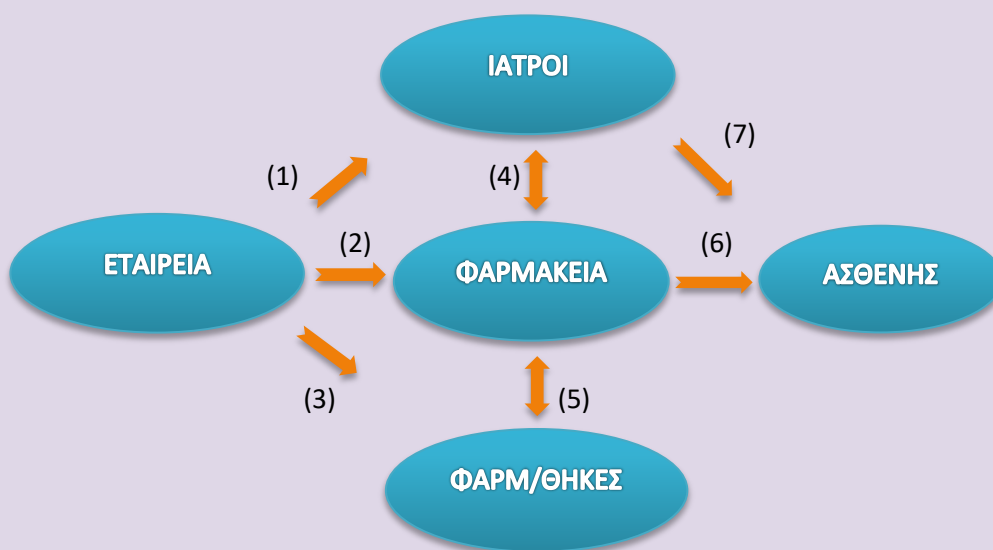 ΙΑΤΡΟΙ
(7)
(1)
(4)
(2)
(6)
ΕΤΑΙΡΕΙΑ
ΦΑΡΜΑΚΕΙΑ
ΑΣΘΕΝΗΣ
(3)
(5)
ΦΑΡΜ/ΘΗΚΕΣ